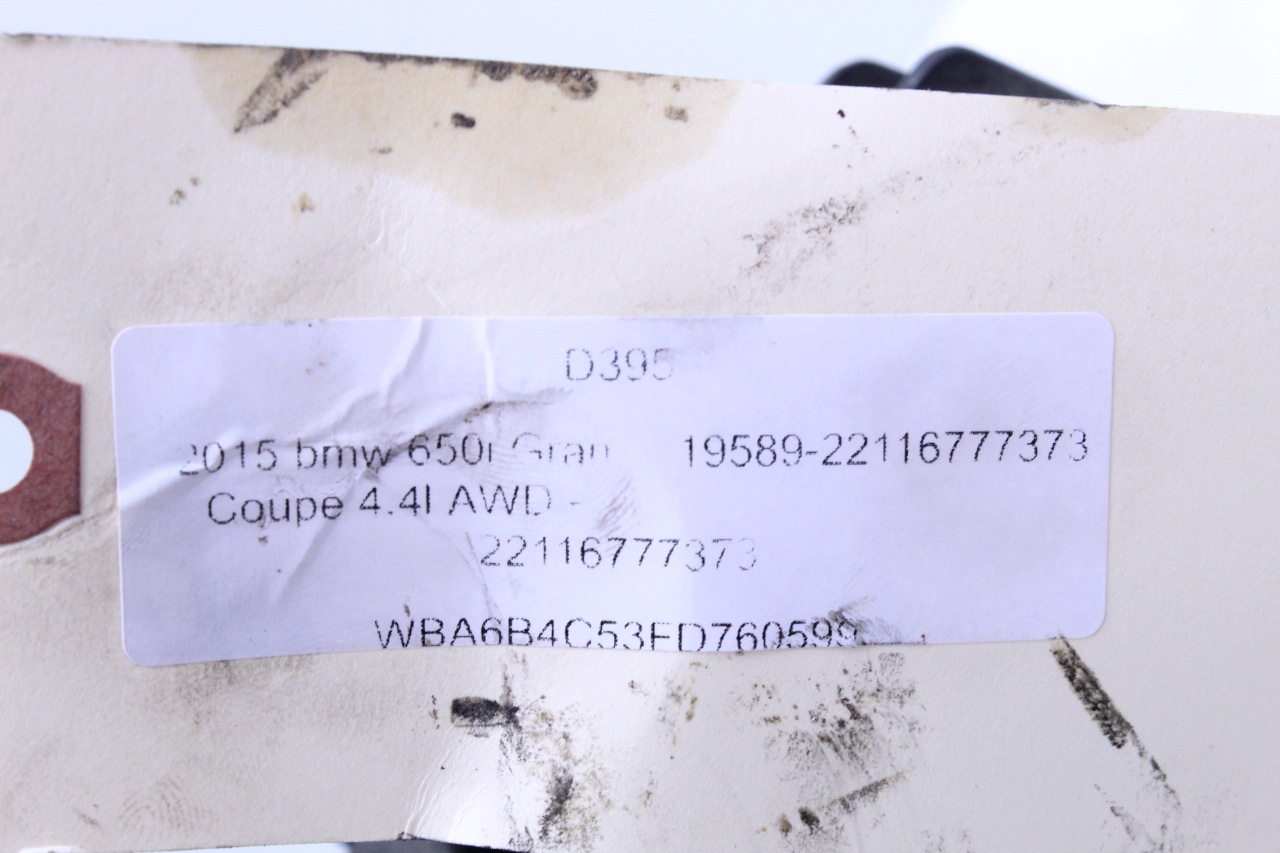 D395
2015 bmw 650i Gran 19589-22116777373
Coupe 4.4l AWD -
22116777373
WBA6B4C53FD760599